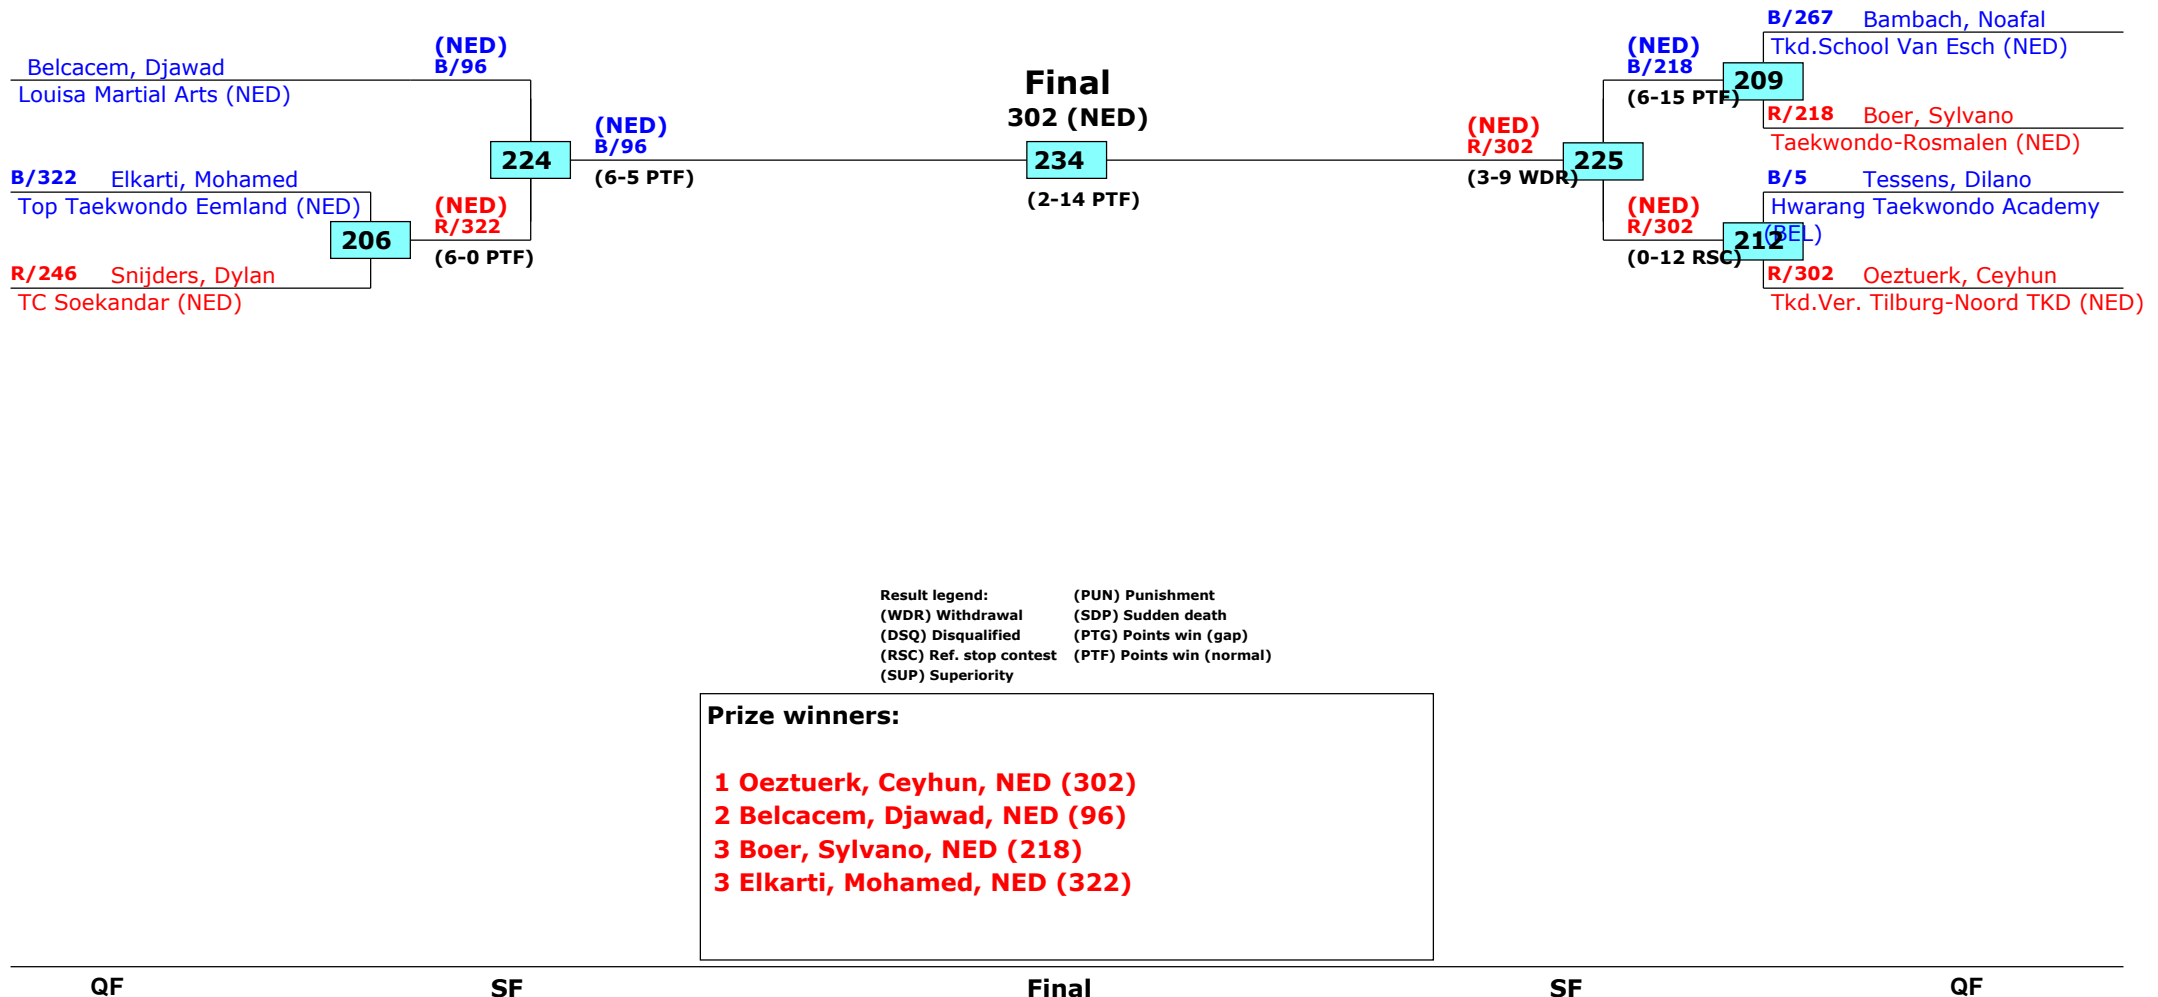 Belcacem, Djawad
Louisa Martial Arts (NED)
(NED)
B/96
B/322 Elkarti, Mohamed
Top Taekwondo Eemland (NED)
206
R/246 Snijders, Dylan
TC Soekandar (NED)
(NED)
R/322
(6-0 PTF)
224
(NED)
B/96
(6-5 PTF)
Final
302 (NED)
234
(2-14 PTF)
(NED)
R/302
(3-9 WDR)
225
(NED)
B/218
(6-15 PTF)
(NED)
R/302
(0-12 RSC)
B/267 Bambach, Noafal
Tkd.School Van Esch (NED)
209
R/218 Boer, Sylvano
Taekwondo-Rosmalen (NED)
B/5 Tessens, Dilano
Hwarang Taekwondo Academy
(BEL)
212
R/302 Oeztuerk, Ceyhun
Tkd.Ver. Tilburg-Noord TKD (NED)
Result legend: (PUN) Punishment
(WDR) Withdrawal (SDP) Sudden death
(DSQ) Disqualified (PTG) Points win (gap)
(RSC) Ref. stop contest (PTF) Points win (normal)
(SUP) Superiority
Prize winners:
1 Oeztuerk, Ceyhun, NED (302)
2 Belcacem, Djawad, NED (96)
3 Boer, Sylvano, NED (218)
3 Elkarti, Mohamed, NED (322)
QF SF Final SF QF